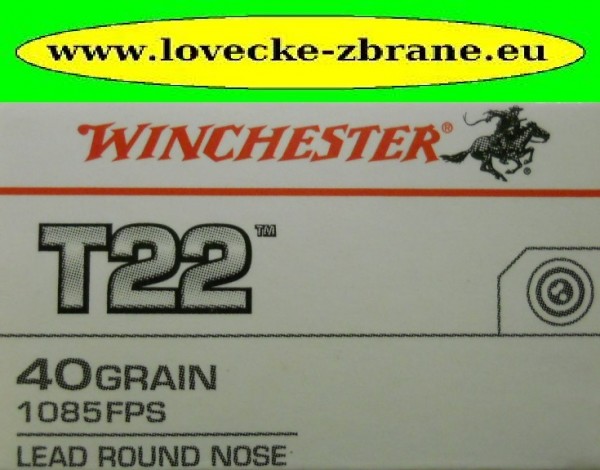 www.lovecke-zbrane.eu
WINCHESTER®
T22™
40GRAIN
1085FPS
LEAD ROUND NOSE